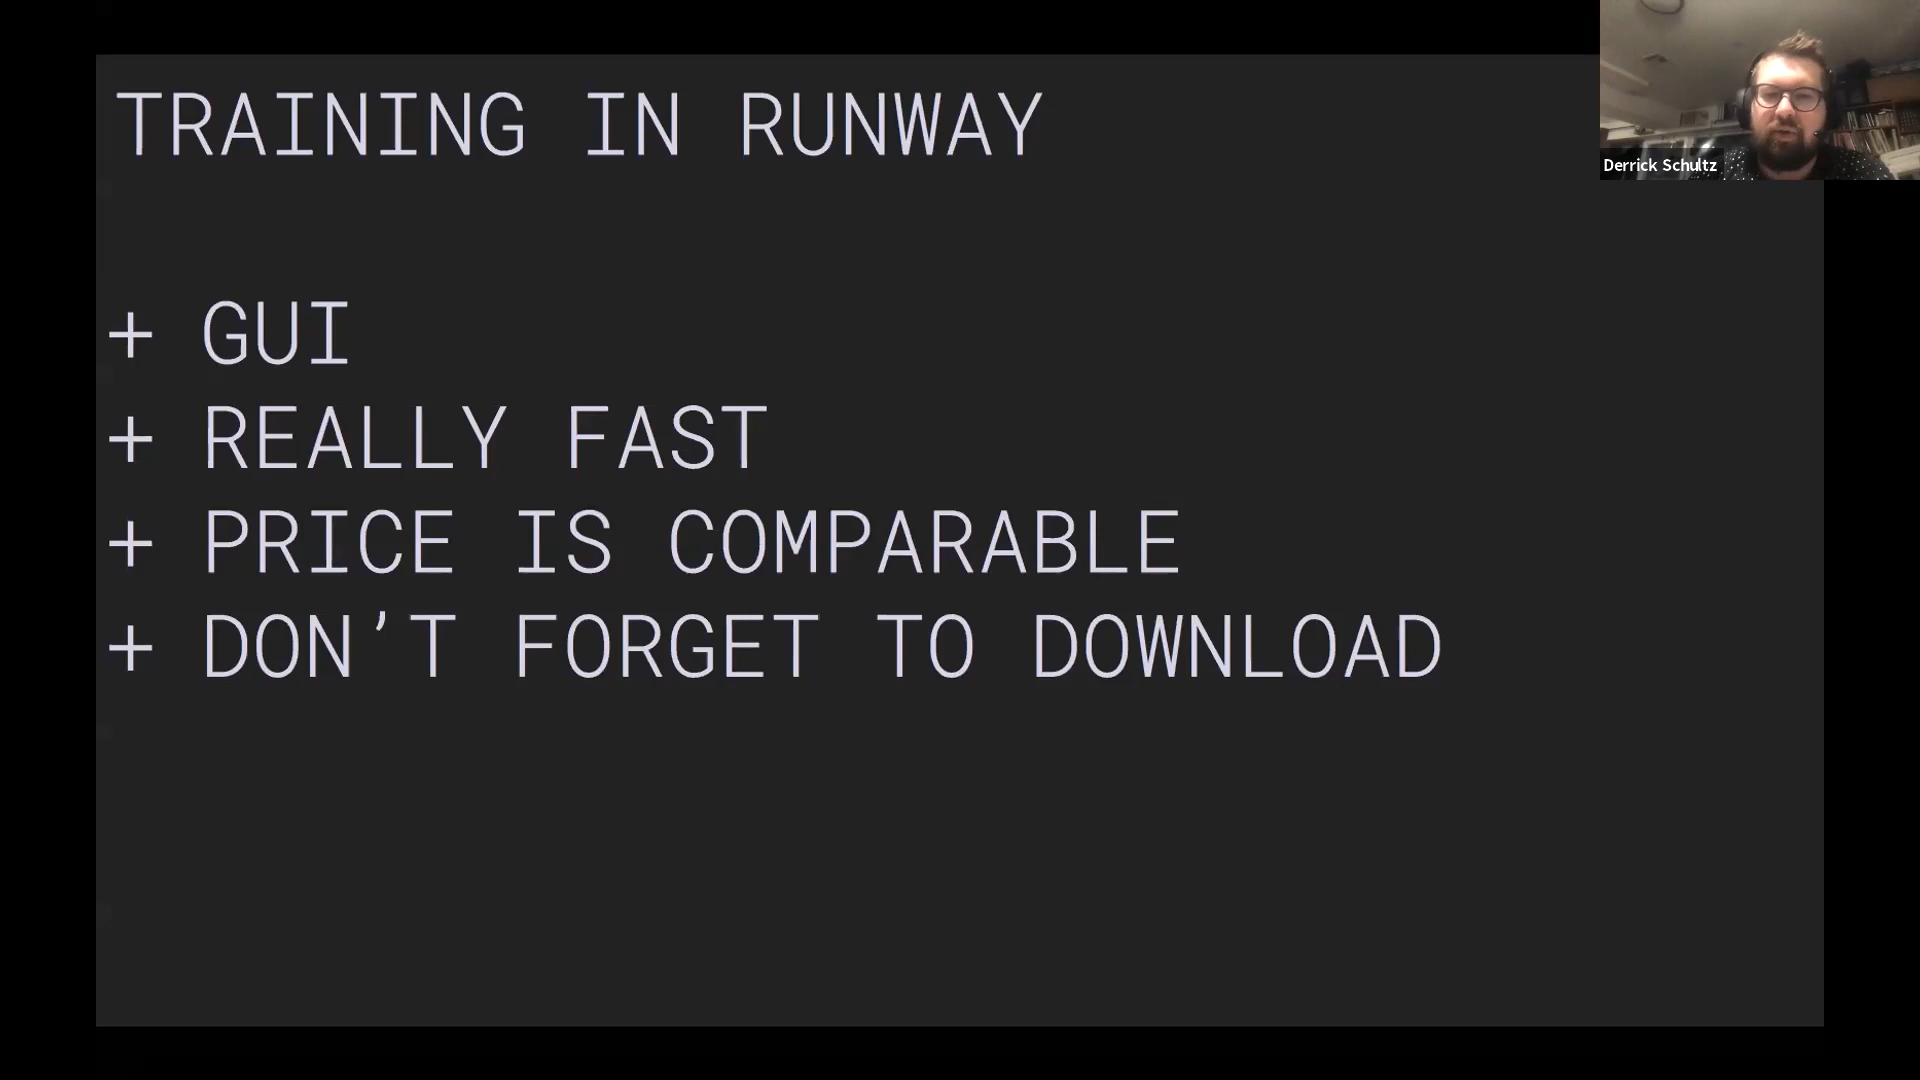 TRAINING IN RUNWAY
+ GUI
+ REALLY FAST
+ PRICE IS COMPARABLE
+ DON’T FORGET TO DOWNLOAD
Derrick Schultz